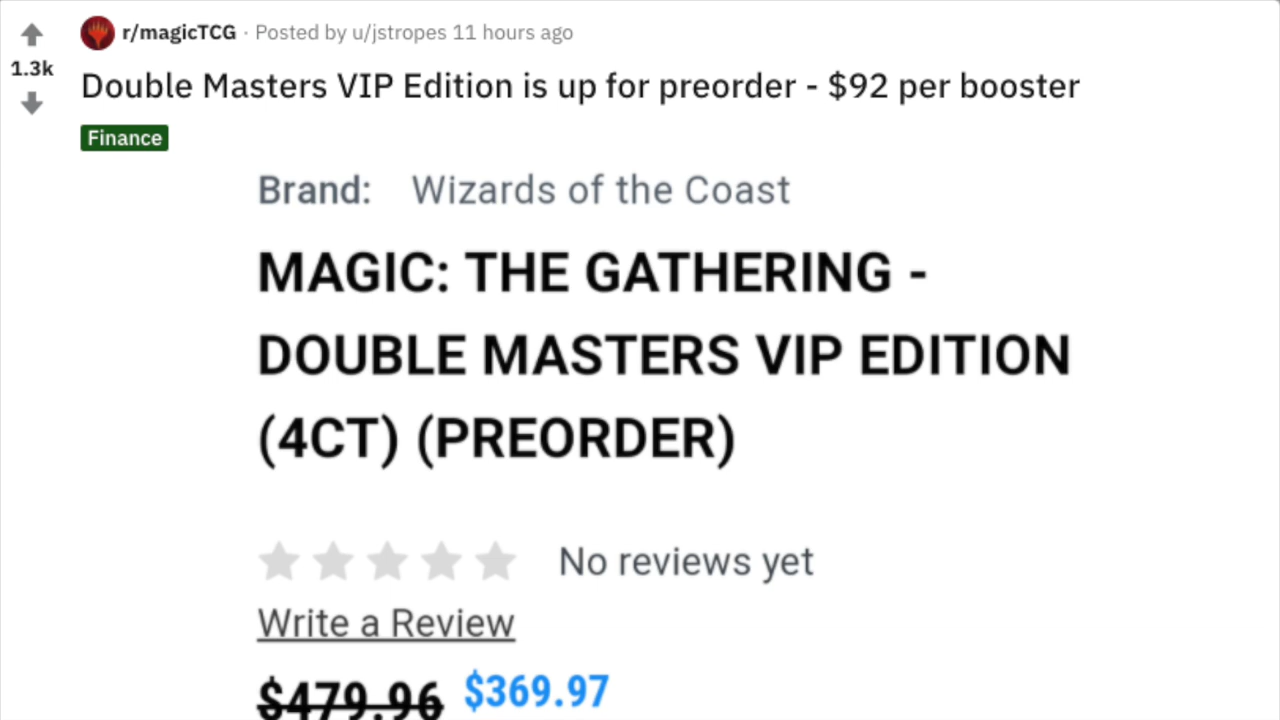 r/magicTCG · Posted by u/jstropes 11 hours ago
1.3k
Double Masters VIP Edition is up for preorder - $92 per booster
Finance
Brand: Wizards of the Coast
MAGIC: THE GATHERING -
DOUBLE MASTERS VIP EDITION
(4CT) (PREORDER)
No reviews yet
Write a Review
$479.96 $369.97